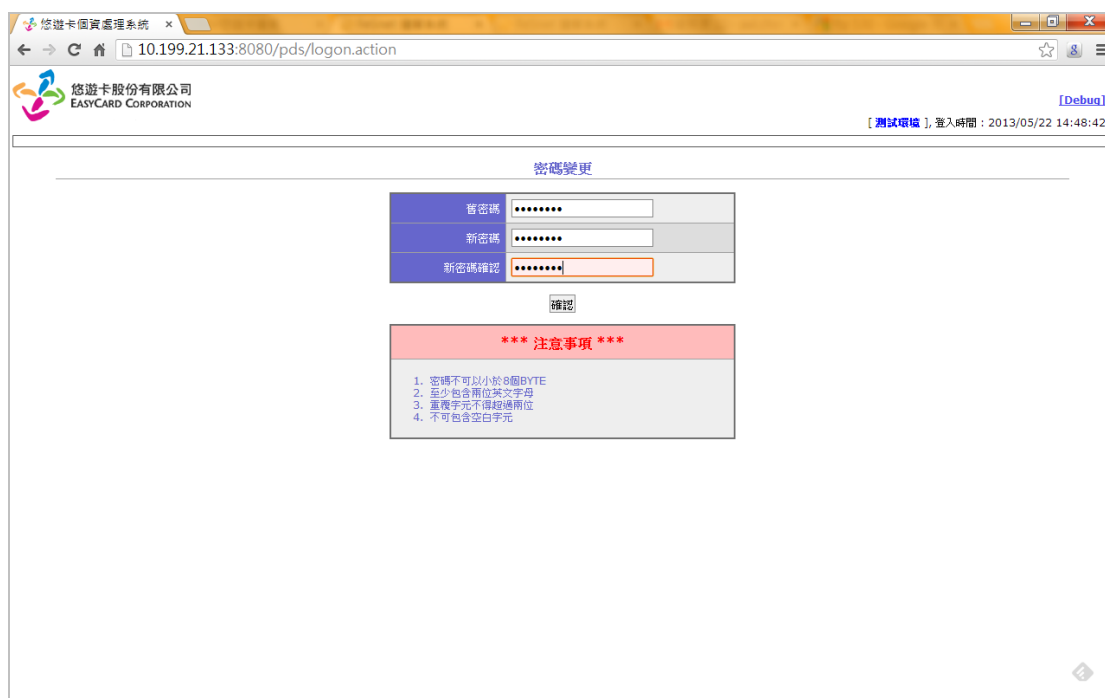 悠遊卡個資處理系統 ×
10.199.21.133:8080/pds/logon.action
悠遊卡股份有限公司
EASYCARD CORPORATION
[Debug]
[ 測試環境 ], 登入時間：2013/05/22 14:48:42
密碼變更
舊密碼 ••••••••
新密碼 ••••••••
新密碼確認 ••••••••
確認
*** 注意事項 ***
1. 密碼不可以小於8個BYTE
2. 至少包含兩位英文字母
3. 重覆字元不得超過兩位
4. 不可包含空白字元